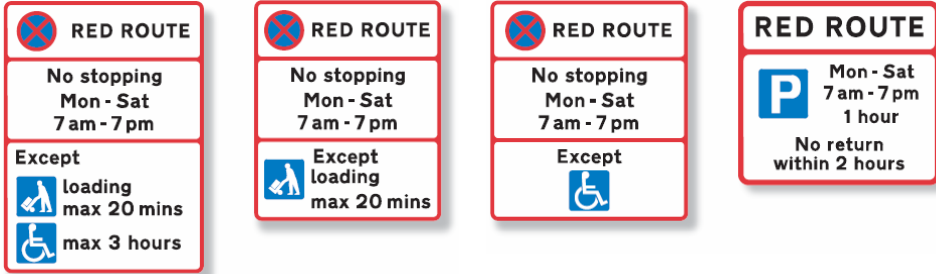 RED ROUTE
No stopping
Mon - Sat
7 am - 7 pm
Except
loading
max 20 mins
max 3 hours
RED ROUTE
No stopping
Mon - Sat
7 am - 7 pm
Except
loading
max 20 mins
RED ROUTE
No stopping
Mon - Sat
7 am - 7 pm
Except
RED ROUTE
P
Mon - Sat
7 am - 7 pm
1 hour
No return
within 2 hours